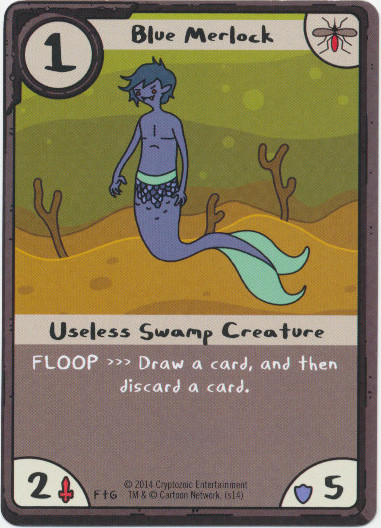 1
Blue Merlock
Useless Swamp Creature
FLOOP >>> Draw a card, and then
discard a card.
2
FtG
© 2014 Cryptozoic Entertainment
TM & © Cartoon Network. (s14)
5